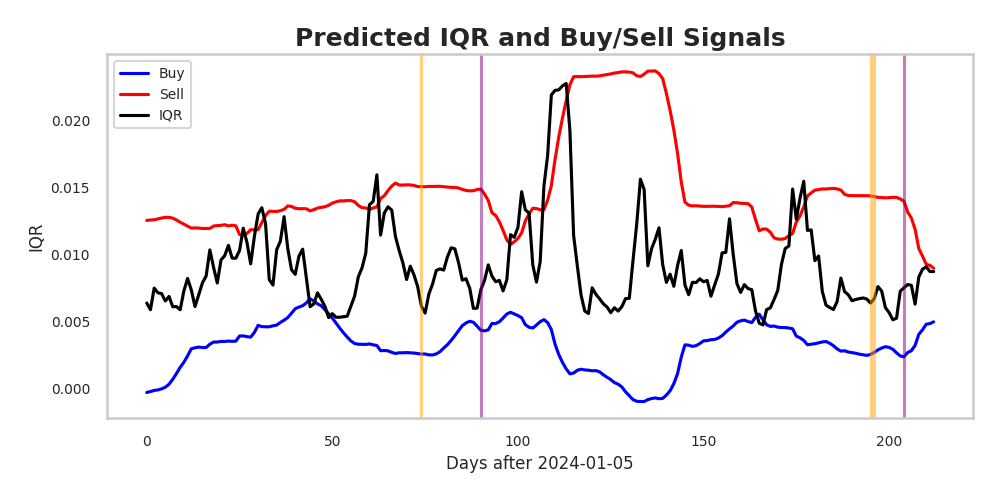 Predicted IQR and Buy/Sell Signals
Buy
Sell
IQR
IQR
0.020
0.015
0.010
0.005
0.000
0 50 100 150 200
Days after 2024-01-05